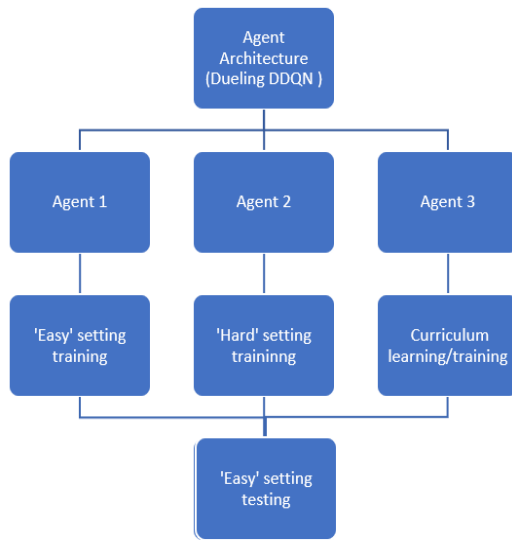 Agent
Architecture
(Dueling DDQN )
Agent 1
Agent 2
Agent 3
'Easy' setting
training
'Hard' setting
traininng
Curriculum
learning/training
'Easy' setting
testing